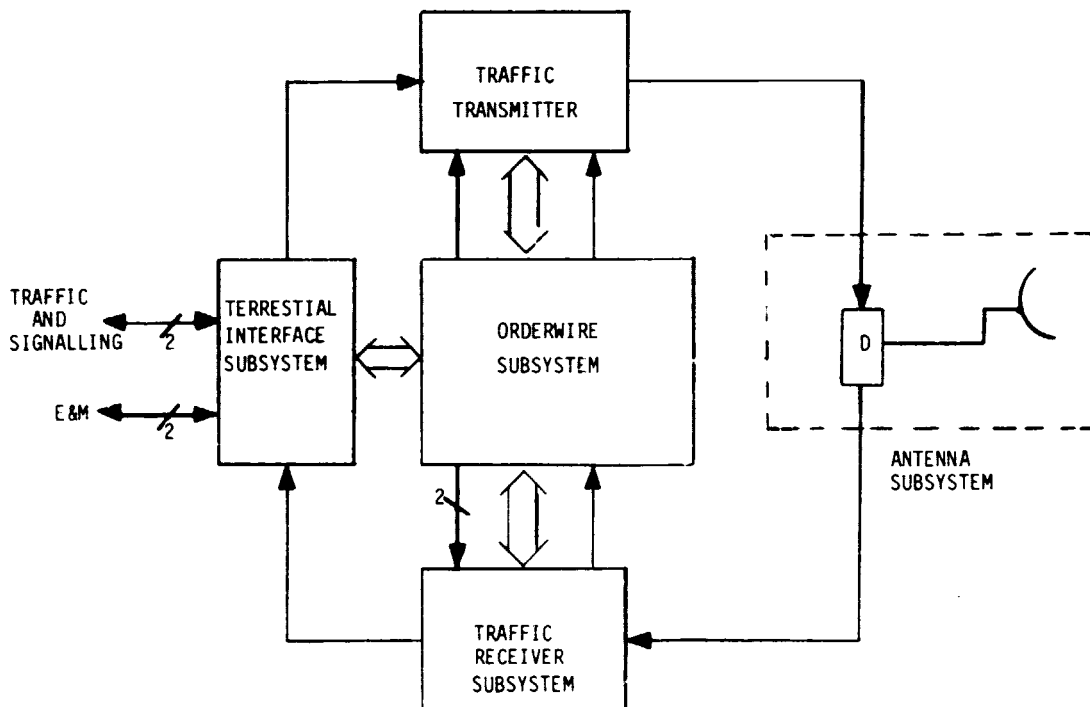 TRAFFIC
TRANSMITTER
TRAFFIC
AND
SIGNALLING
2
E&M
2
TERRESTIAL
INTERFACE
SUBSYSTEM
ORDERWIRE
SUBSYSTEM
D
ANTENNA
SUBSYSTEM
2
TRAFFIC
RECEIVER
SUBSYSTEM